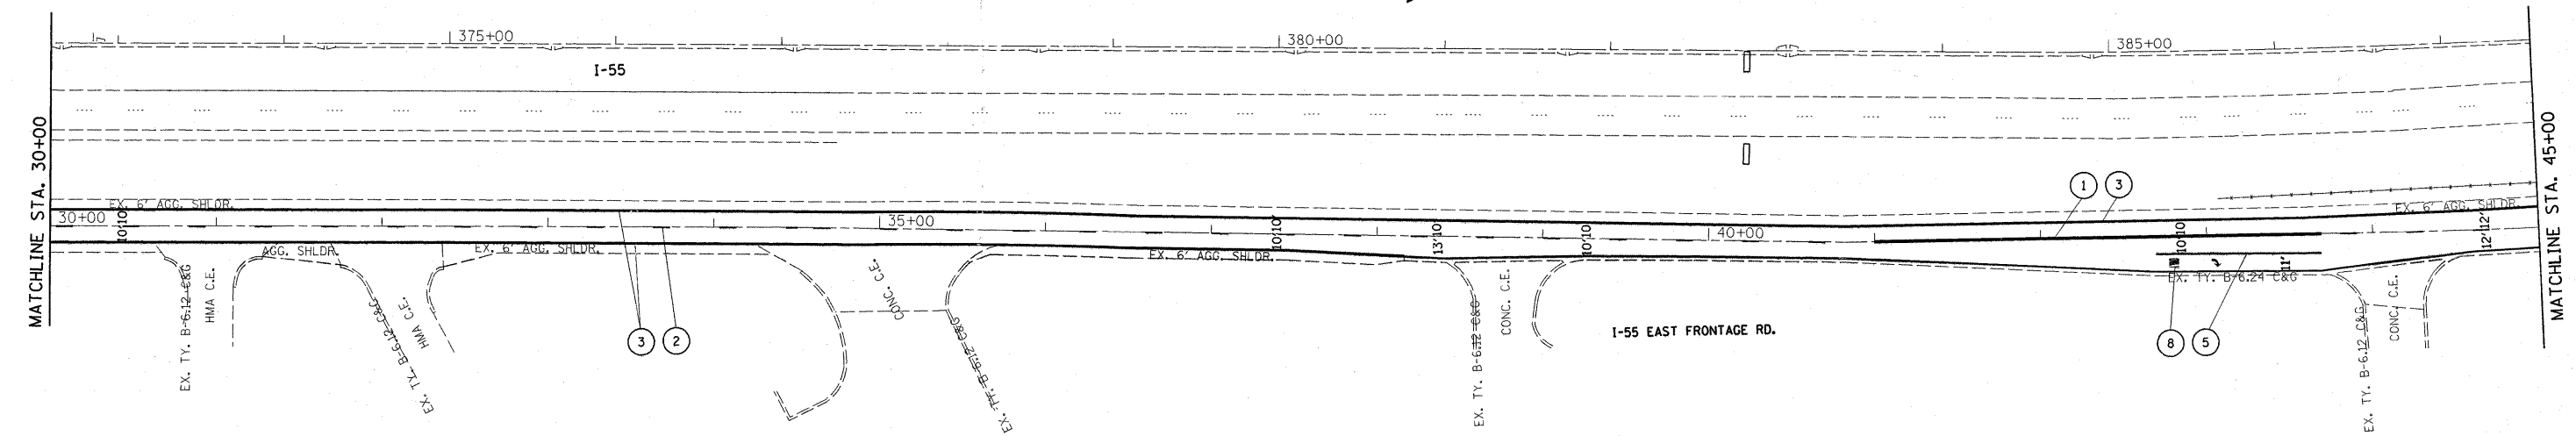 375+00
380+00
385+00
I-55
MATCHLINE STA. 30+00
MATCHLINE STA. 45+00
1
3
EX. 6' AGG. SHLDR.
EX. 6' AGG. SHLDR.
30+00
10'10'
35+00
10'10'
13'10'
10'10'
40+00
10'10'
12'12'
AGG. SHLDR.
EX. 6' AGG. SHLDR.
EX. 6' AGG. SHLDR.
11'
EX. TY. B-6.24 C&G
EX. TY. B-6.12 C&G
HMA C.E.
EX. TY. B-6.12 C&G
HMA C.E.
CONC. C.E.
EX. TY. B-6.12 C&G
EX. TY. B-6.12 C&G
CONC. C.E.
EX. TY. B-6.12 C&G
CONC. C.E.
I-55 EAST FRONTAGE RD.
3
2
8
5